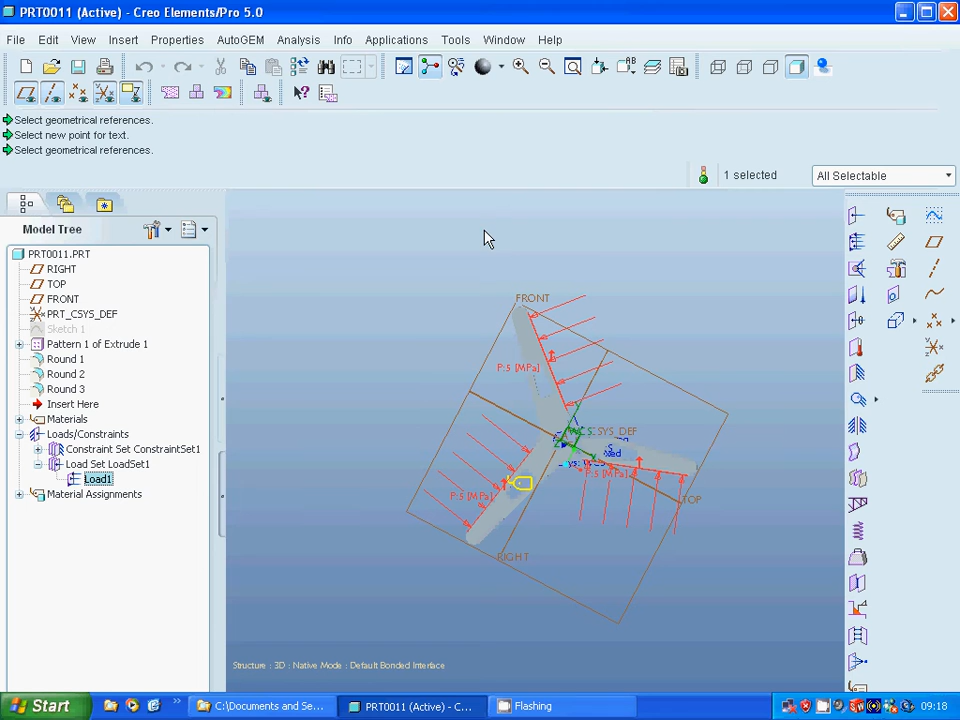 PRT0011 (Active) - Creo Elements/Pro 5.0
File Edit View Insert Properties AutoGEM Analysis Info Applications Tools Window Help
Select geometrical references.
Select new point for text.
Select geometrical references.
1 selected
All Selectable
Model Tree
PRT0011.PRT
RIGHT
TOP
FRONT
PRT_CSYS_DEF
Sketch 1
Pattern 1 of Extrude 1
Round 1
Round 2
Round 3
Insert Here
Materials
Loads/Constraints
Constraint Set ConstraintSet1
Load Set LoadSet1
Load1
Material Assignments
FRONT
P:5 [MPa]
CSYS_DEF
P:5 [MPa]
P:5 [MPa]
TOP
RIGHT
Structure : 3D : Native Mode : Default Bonded Interface
Start
C:\Documents and Se...
PRT0011 (Active) - C...
Flashing
09:18